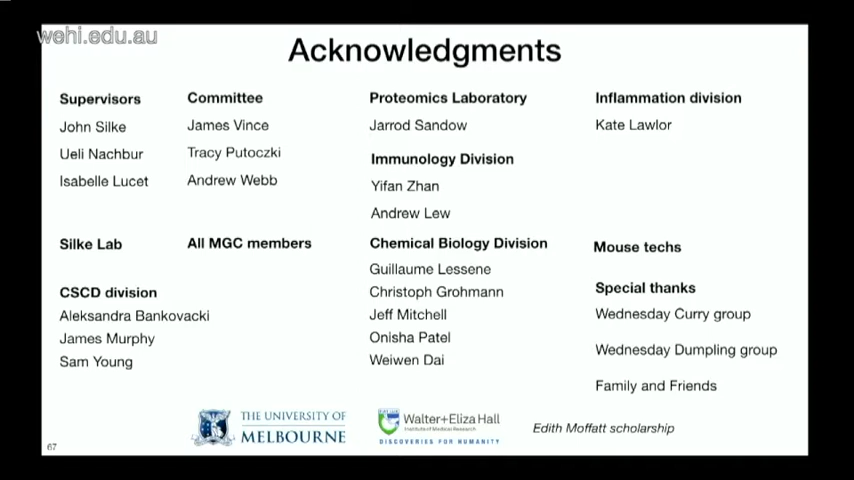 wehi.edu.au
Acknowledgments
Supervisors
John Silke
Ueli Nachbur
Isabelle Lucet
Committee
James Vince
Tracy Putoczki
Andrew Webb
Proteomics Laboratory
Jarrod Sandow
Immunology Division
Yifan Zhan
Andrew Lew
Inflammation division
Kate Lawlor
Silke Lab
All MGC members
CSCD division
Aleksandra Bankovacki
James Murphy
Sam Young
Chemical Biology Division
Guillaume Lessene
Christoph Grohmann
Jeff Mitchell
Onisha Patel
Weiwen Dai
Mouse techs
Special thanks
Wednesday Curry group
Wednesday Dumpling group
Family and Friends
THE UNIVERSITY OF
MELBOURNE
Walter+Eliza Hall
Institute of Medical Research
DISCOVERIES FOR HUMANITY
Edith Moffatt scholarship
67